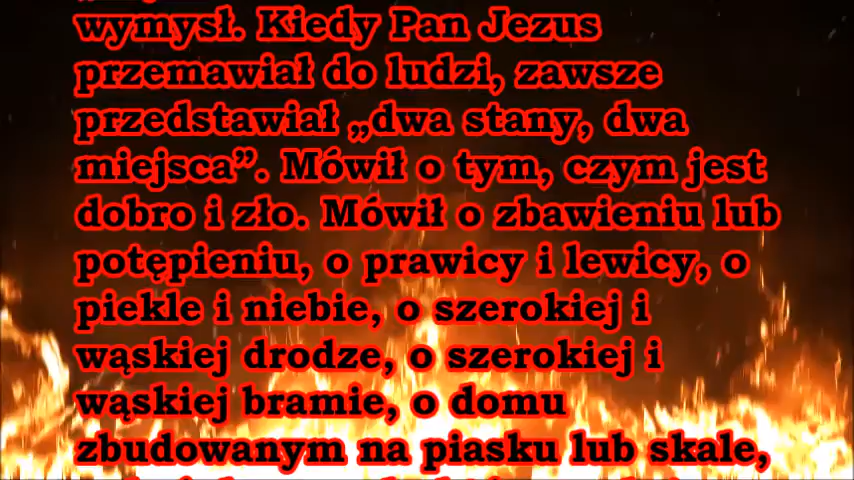 wymysł. Kiedy Pan Jezus
przemawiał do ludzi, zawsze
przedstawiał „dwa stany, dwa
miejsca”. Mówił o tym, czym jest
dobro i zło. Mówił o zbawieniu lub
potępieniu, o prawicy i lewicy, o
piekle i niebie, o szerokiej i
wąskiej drodze, o szerokiej i
wąskiej bramie, o domu
zbudowanym na piasku lub skale,